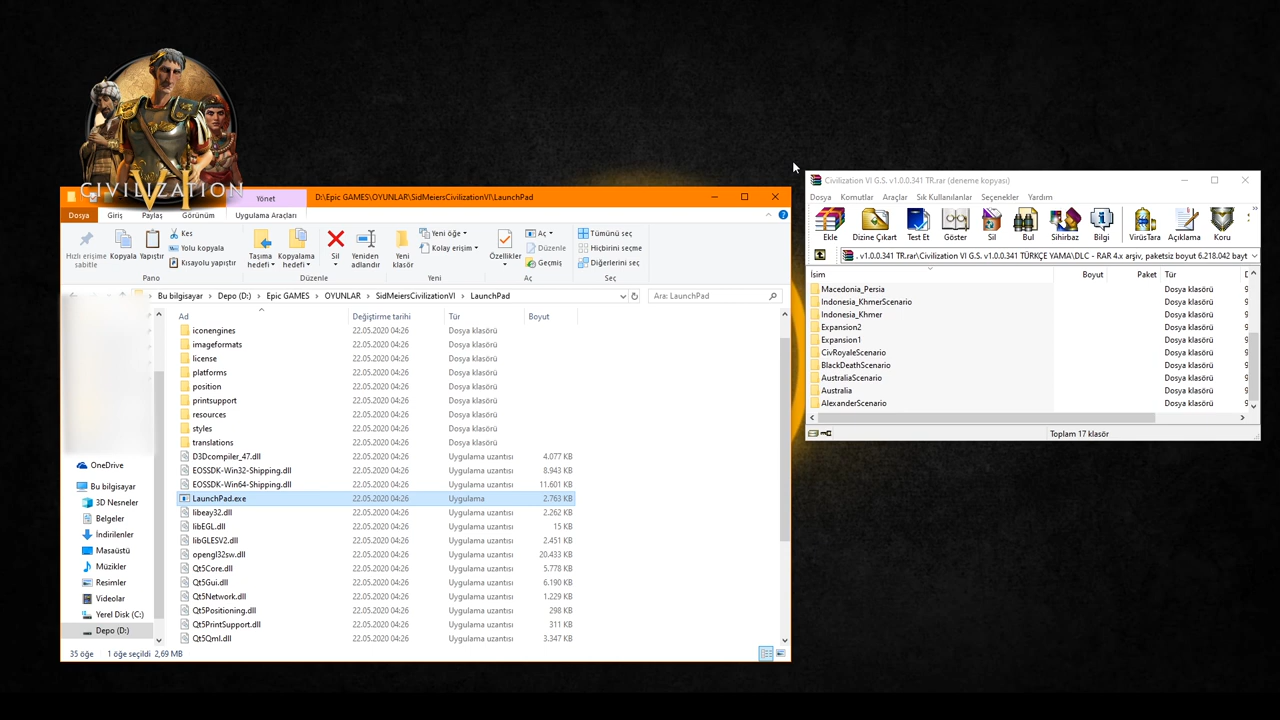 CIVILIZATION
VI
Yönet
D:\Epic GAMES\OYUNLAR\SidMeiersCivilizationVI\LaunchPad
Dosya Giriş Paylaş Görünüm Uygulama Araçları
Hızlı erişime sabitle
Kopyala
Yapıştır
Kes
Yolu kopyala
Kısayolu yapıştır
Pano
Taşıma hedefi
Kopyalama hedefi
Sil
Yeniden adlandır
Düzenle
Yeni klasör
Yeni öğe
Kolay erişim
Yeni
Özellikler
Aç
Düzenle
Geçmiş
Aç
Tümünü seç
Hiçbirini seçme
Diğerlerini seç
Seç
Bu bilgisayar Depo (D:) Epic GAMES OYUNLAR SidMeiersCivilizationVI LaunchPad
Ara: LaunchPad
OneDrive
Bu bilgisayar
3D Nesneler
Belgeler
İndirilenler
Masaüstü
Müzikler
Resimler
Videolar
Yerel Disk (C:)
Depo (D:)
Ad Değiştirme tarihi Tür Boyut
iconengines 22.05.2020 04:26 Dosya klasörü
imageformats 22.05.2020 04:26 Dosya klasörü
license 22.05.2020 04:26 Dosya klasörü
platforms 22.05.2020 04:26 Dosya klasörü
position 22.05.2020 04:26 Dosya klasörü
printsupport 22.05.2020 04:26 Dosya klasörü
resources 22.05.2020 04:26 Dosya klasörü
styles 22.05.2020 04:26 Dosya klasörü
translations 22.05.2020 04:26 Dosya klasörü
D3Dcompiler_47.dll 22.05.2020 04:26 Uygulama uzantısı 4.077 KB
EOSSDK-Win32-Shipping.dll 22.05.2020 04:26 Uygulama uzantısı 8.943 KB
EOSSDK-Win64-Shipping.dll 22.05.2020 04:26 Uygulama uzantısı 11.601 KB
LaunchPad.exe 22.05.2020 04:26 Uygulama 2.763 KB
libeay32.dll 22.05.2020 04:26 Uygulama uzantısı 2.262 KB
libEGL.dll 22.05.2020 04:26 Uygulama uzantısı 15 KB
libGLESV2.dll 22.05.2020 04:26 Uygulama uzantısı 2.451 KB
opengl32sw.dll 22.05.2020 04:26 Uygulama uzantısı 20.433 KB
Qt5Core.dll 22.05.2020 04:26 Uygulama uzantısı 5.778 KB
Qt5Gui.dll 22.05.2020 04:26 Uygulama uzantısı 6.190 KB
Qt5Network.dll 22.05.2020 04:26 Uygulama uzantısı 1.229 KB
Qt5Positioning.dll 22.05.2020 04:26 Uygulama uzantısı 298 KB
Qt5PrintSupport.dll 22.05.2020 04:26 Uygulama uzantısı 311 KB
Qt5Qml.dll 22.05.2020 04:26 Uygulama uzantısı 3.347 KB
35 öğe 1 öğe seçildi 2,69 MB
Civilization VI G.S. v1.0.0.341 TR.rar (deneme kopyası)
Dosya Komutlar Araçlar Sık Kullanılanlar Seçenekler Yardım
Ekle Dizine Çıkart Test Et Göster Sil Bul Sihirbaz Bilgi VirüsTara Açıklama Koru
. v1.0.0.341 TR.rar\Civilization VI G.S. v1.0.0.341 TÜRKÇE YAMA\DLC - RAR 4.x arşiv, paketsiz boyut 6.218.042 bayt
İsim Boyut Paket Tür
Macedonia_Persia Dosya klasörü 9
Indonesia_KhmerScenario Dosya klasörü 9
Indonesia_Khmer Dosya klasörü 9
Expansion2 Dosya klasörü 9
Expansion1 Dosya klasörü 9
CivRoyaleScenario Dosya klasörü 9
BlackDeathScenario Dosya klasörü 9
AustraliaScenario Dosya klasörü 9
Australia Dosya klasörü 9
AlexanderScenario Dosya klasörü 9
Toplam 17 klasör